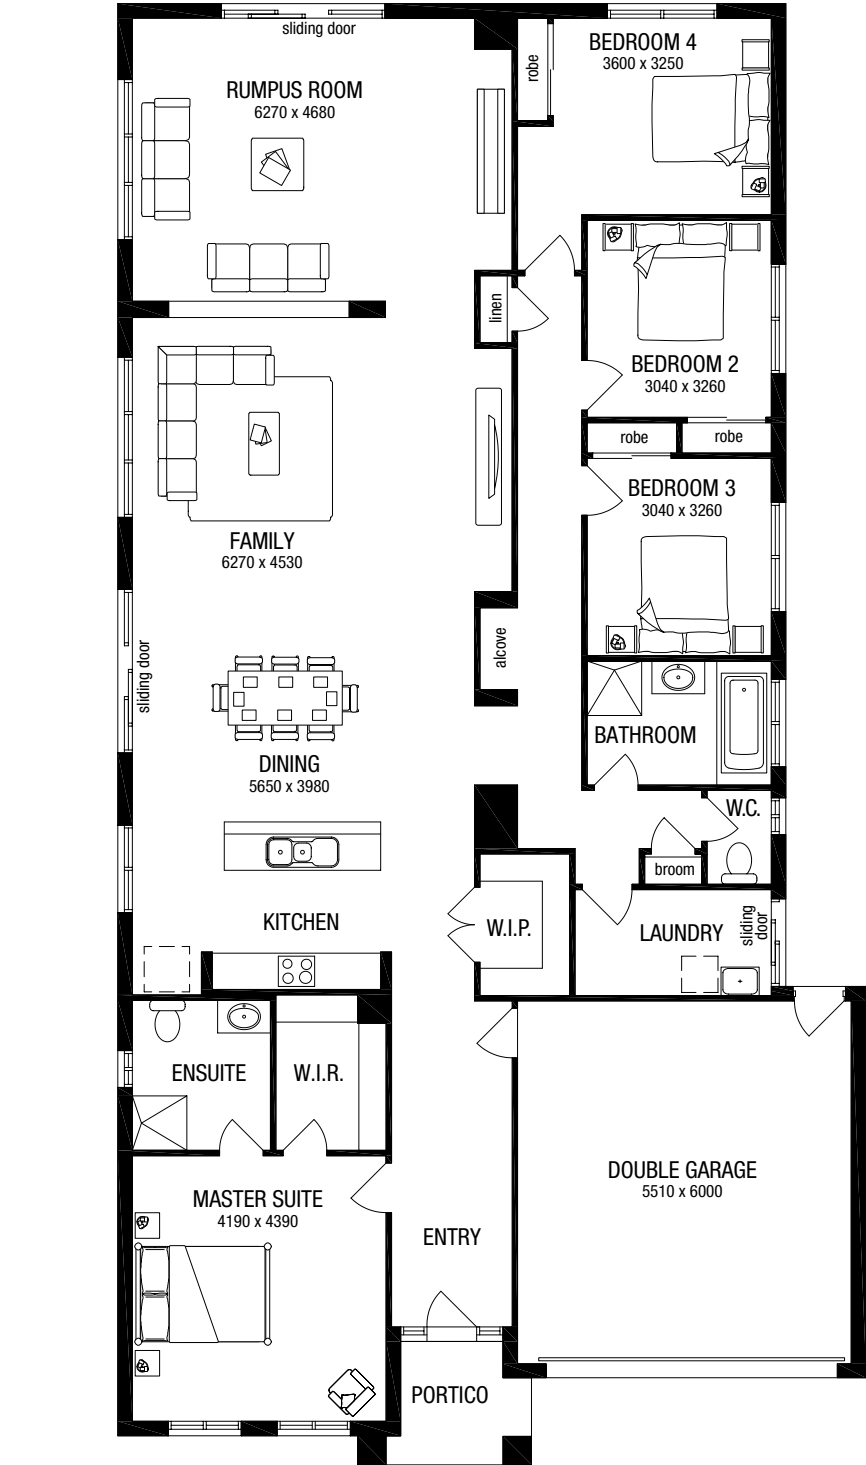 sliding door
RUMPUS ROOM
6270 x 4680
robe
BEDROOM 4
3600 x 3250
linen
BEDROOM 2
3040 x 3260
robe
robe
BEDROOM 3
3040 x 3260
FAMILY
6270 x 4530
alcove
sliding door
BATHROOM
DINING
5650 x 3980
W.C.
broom
KITCHEN
W.I.P.
LAUNDRY
sliding
door
ENSUITE
W.I.R.
MASTER SUITE
4190 x 4390
DOUBLE GARAGE
5510 x 6000
ENTRY
PORTICO